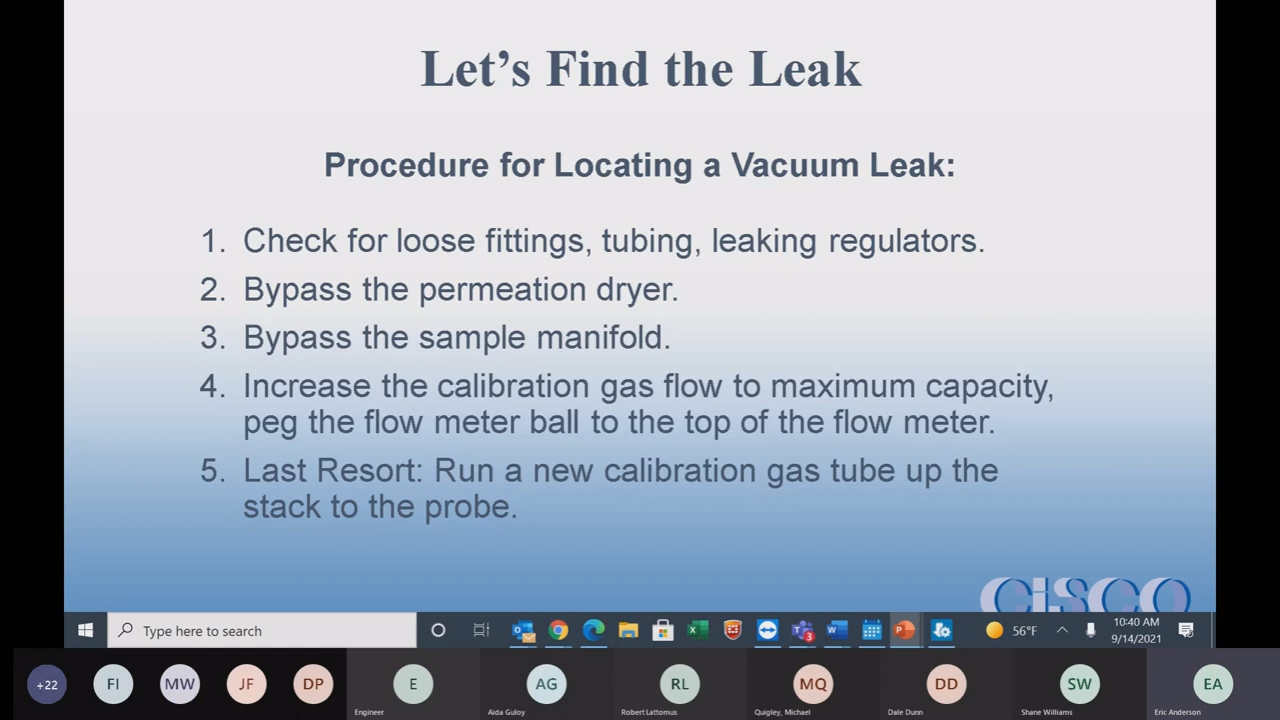 Let's Find the Leak
Procedure for Locating a Vacuum Leak:
1. Check for loose fittings, tubing, leaking regulators.
2. Bypass the permeation dryer.
3. Bypass the sample manifold.
4. Increase the calibration gas flow to maximum capacity,
peg the flow meter ball to the top of the flow meter.
5. Last Resort: Run a new calibration gas tube up the
stack to the probe.
CiSCO
Type here to search
3
56°F
10:40 AM
9/14/2021
+22
FI
MW
JF
DP
E
AG
RL
MQ
DD
SW
EA
Engineer
Aida Guloy
Robert Lattomus
Quigley, Michael
Dale Dunn
Shane Williams
Eric Anderson